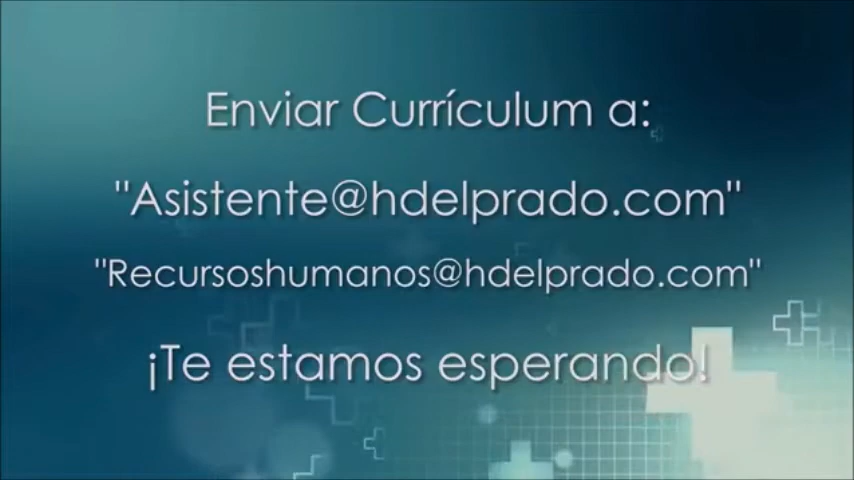 Enviar Currículum a:
"Asistente@hdelprado.com"
"Recursoshumanos@hdelprado.com"
¡Te estamos esperando!